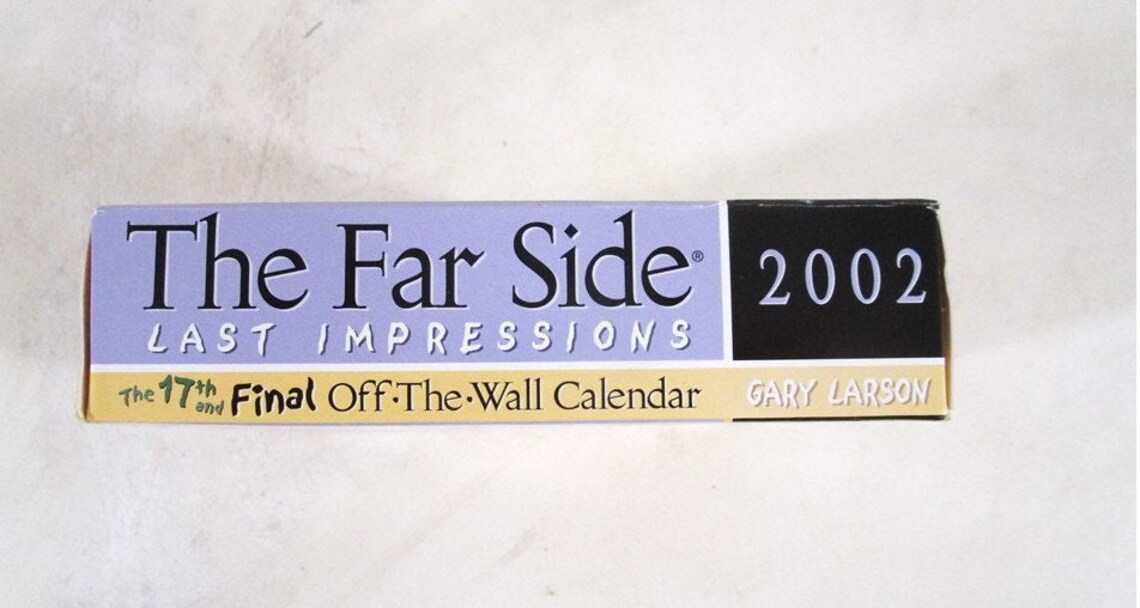 The Far Side®
LAST IMPRESSIONS
2002
The 17th and Final Off·The·Wall Calendar
GARY LARSON